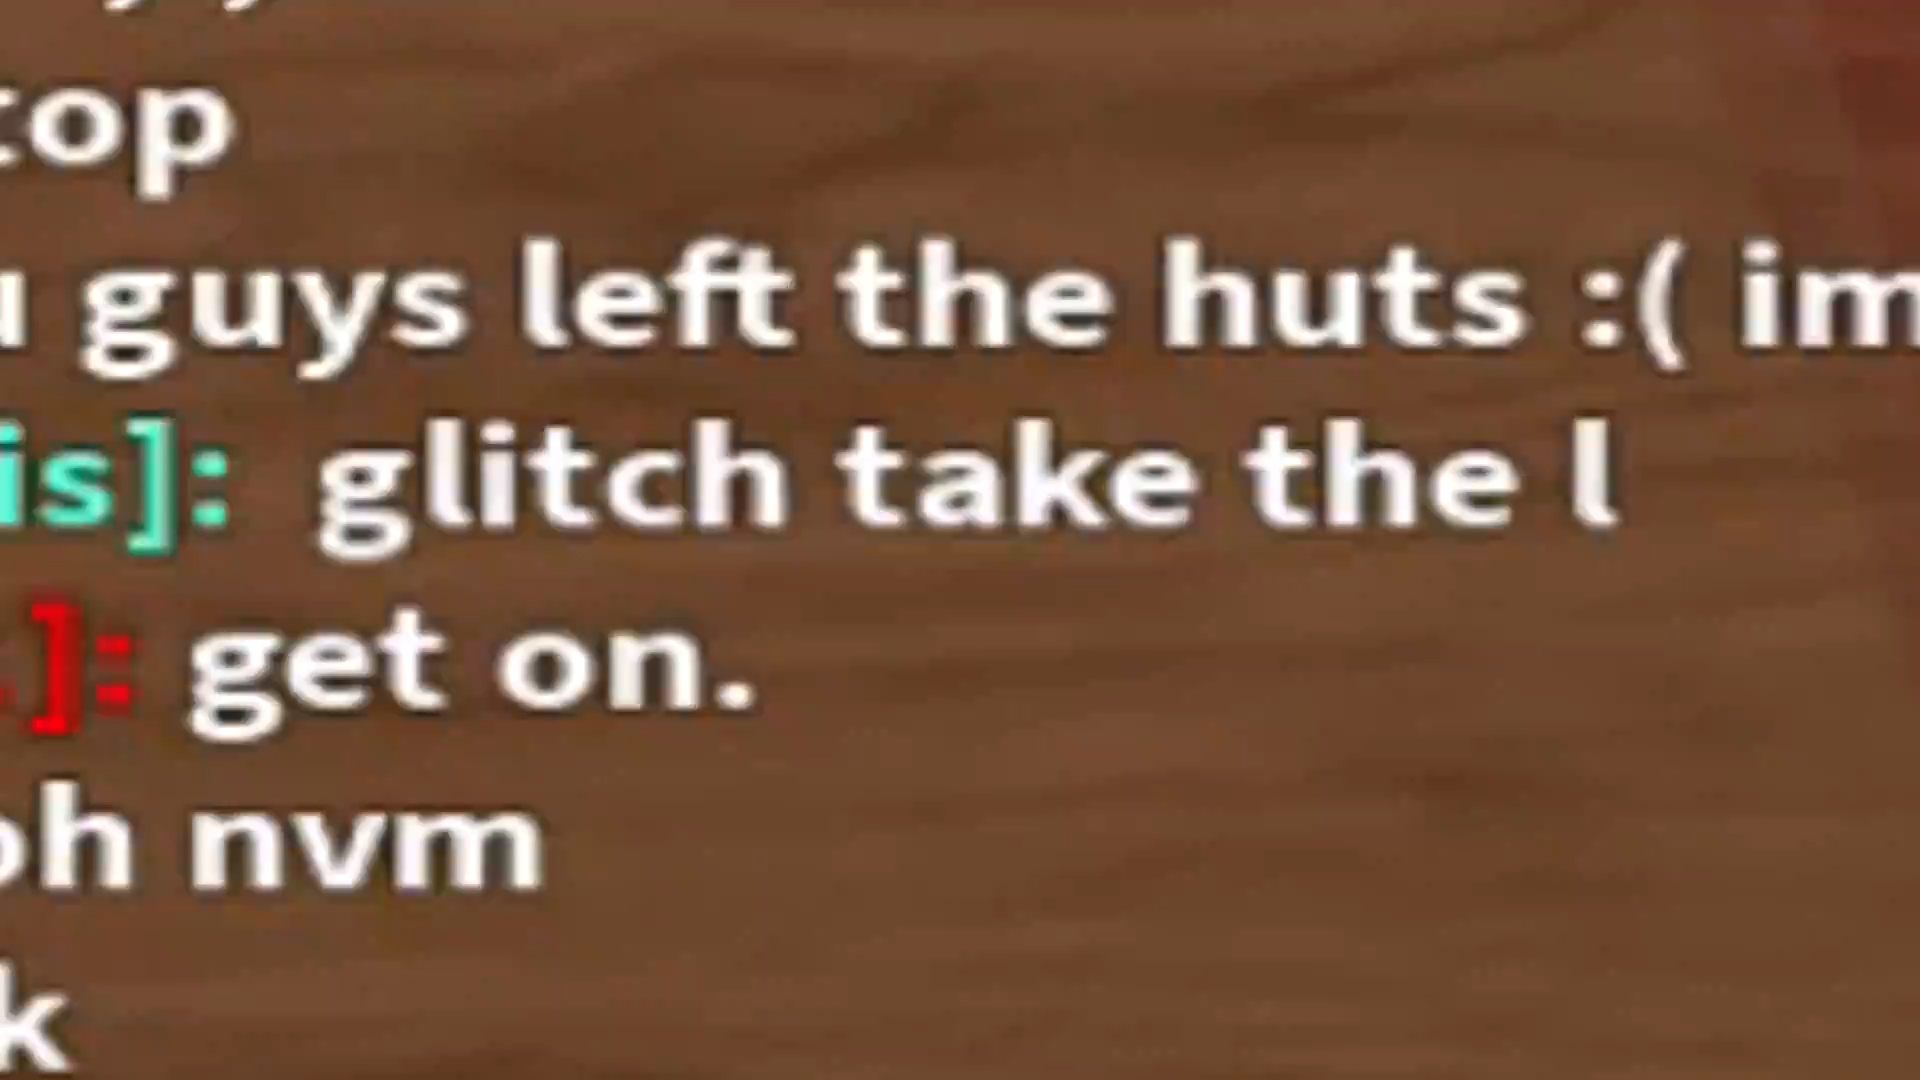 top
u guys left the huts :( im
is]: glitch take the l
]: get on.
oh nvm
k